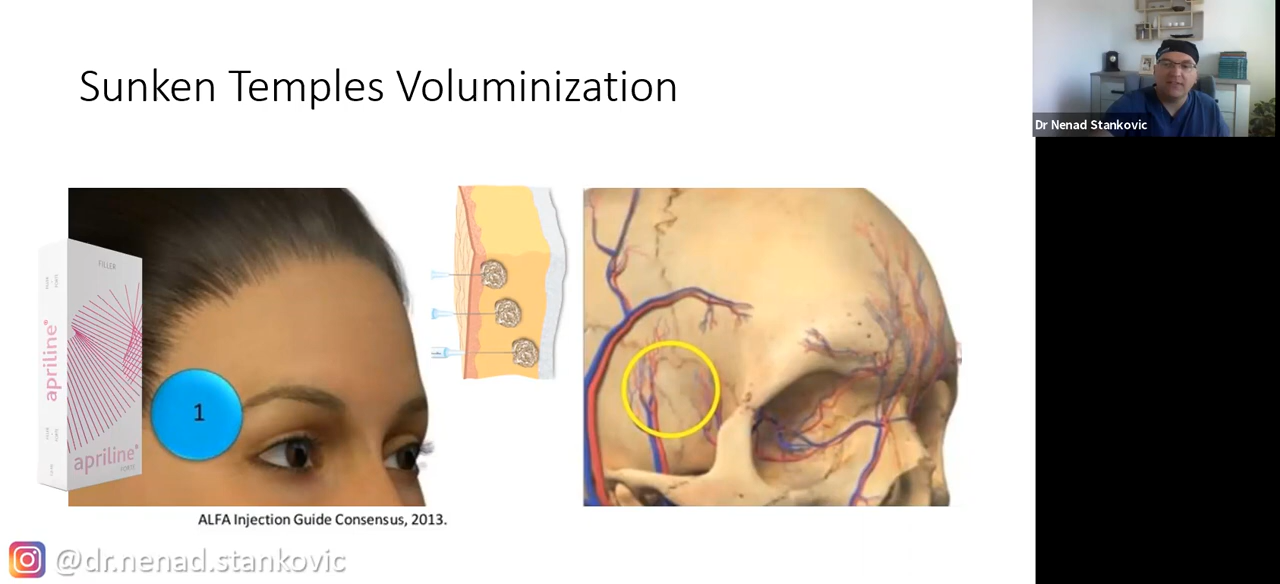 Sunken Temples Voluminization
Dr Nenad Stankovic
FILLER
apriline®
apriline®
FORTE
1
ALFA Injection Guide Consensus, 2013.
@dr.nenad.stankovic